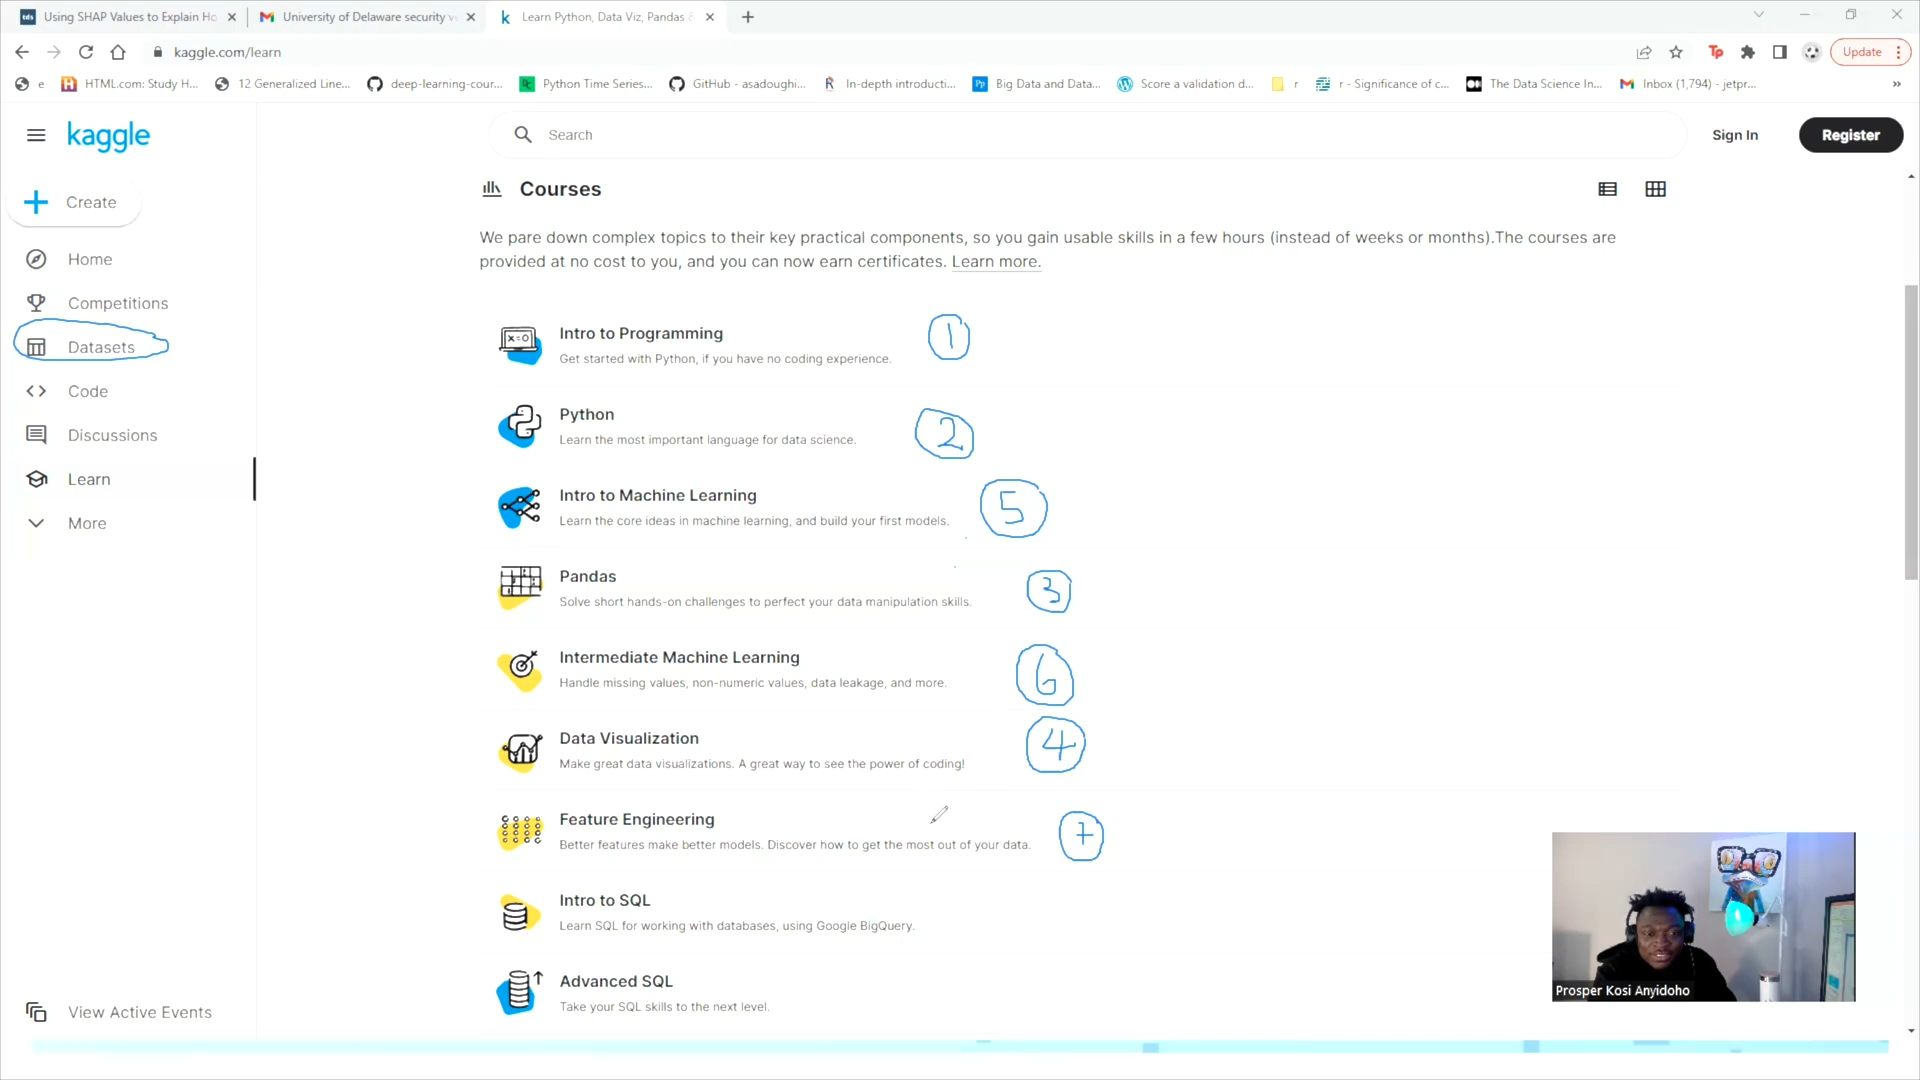 Using SHAP Values to Explain Ho
University of Delaware security v
Learn Python, Data Viz, Pandas &
kaggle.com/learn
Update
e
HTML.com: Study H...
12 Generalized Line...
deep-learning-cour...
Python Time Series...
GitHub - asadoughi...
In-depth introducti...
Big Data and Data...
Score a validation d...
r
r - Significance of c...
The Data Science In...
Inbox (1,794) - jetpr...
kaggle
Search
Sign In
Register
Create
Home
Competitions
Datasets
Code
Discussions
Learn
More
View Active Events
Courses
We pare down complex topics to their key practical components, so you gain usable skills in a few hours (instead of weeks or months).The courses are
provided at no cost to you, and you can now earn certificates. Learn more.
Intro to Programming
Get started with Python, if you have no coding experience.
1
Python
Learn the most important language for data science.
2
Intro to Machine Learning
Learn the core ideas in machine learning, and build your first models.
5
Pandas
Solve short hands-on challenges to perfect your data manipulation skills.
3
Intermediate Machine Learning
Handle missing values, non-numeric values, data leakage, and more.
6
Data Visualization
Make great data visualizations. A great way to see the power of coding!
4
Feature Engineering
Better features make better models. Discover how to get the most out of your data.
7
Intro to SQL
Learn SQL for working with databases, using Google BigQuery.
Advanced SQL
Take your SQL skills to the next level.
Prosper Kosi Anyidoho